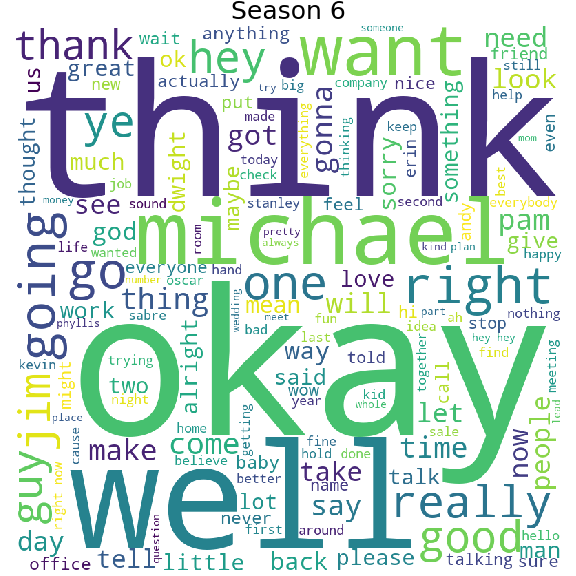 Season 6
thank
wait
anything
someone
hey
want
need
friend
us
great
ok
actually
still
new
put
try
big
company
nice
look
help
think
thought
ye
much
job
dwight
got
made
today
check
gonna
everything
thinking
keep
erin
sorry
something
even
maybe
see
sound
stanley
feel
mom
second
andy
best
everybody
money
god
life
wanted
michael
room
pretty
always
kind
plan
pam
give
happy
going
go
everyone
number
oscar
hand
thing
one
love
right
work
sabre
mean
will
hi
idea
ah
stop
nothing
phyllis
wedding
meet
fun
part
okay
kevin
might
trying
two
night
alright
bad
way
last
told
together
hey hey
find
call
meeting
said
wow
year
kid
whole
let
sale
lead
jim
guy
place
cause
make
come
home
getting
fine
hold
done
time
now
people
right now
believe
baby
better
name
take
talk
well
lot
never
say
really
question
first
around
good
hello
man
day
office
tell
little
back
please
talking
sure